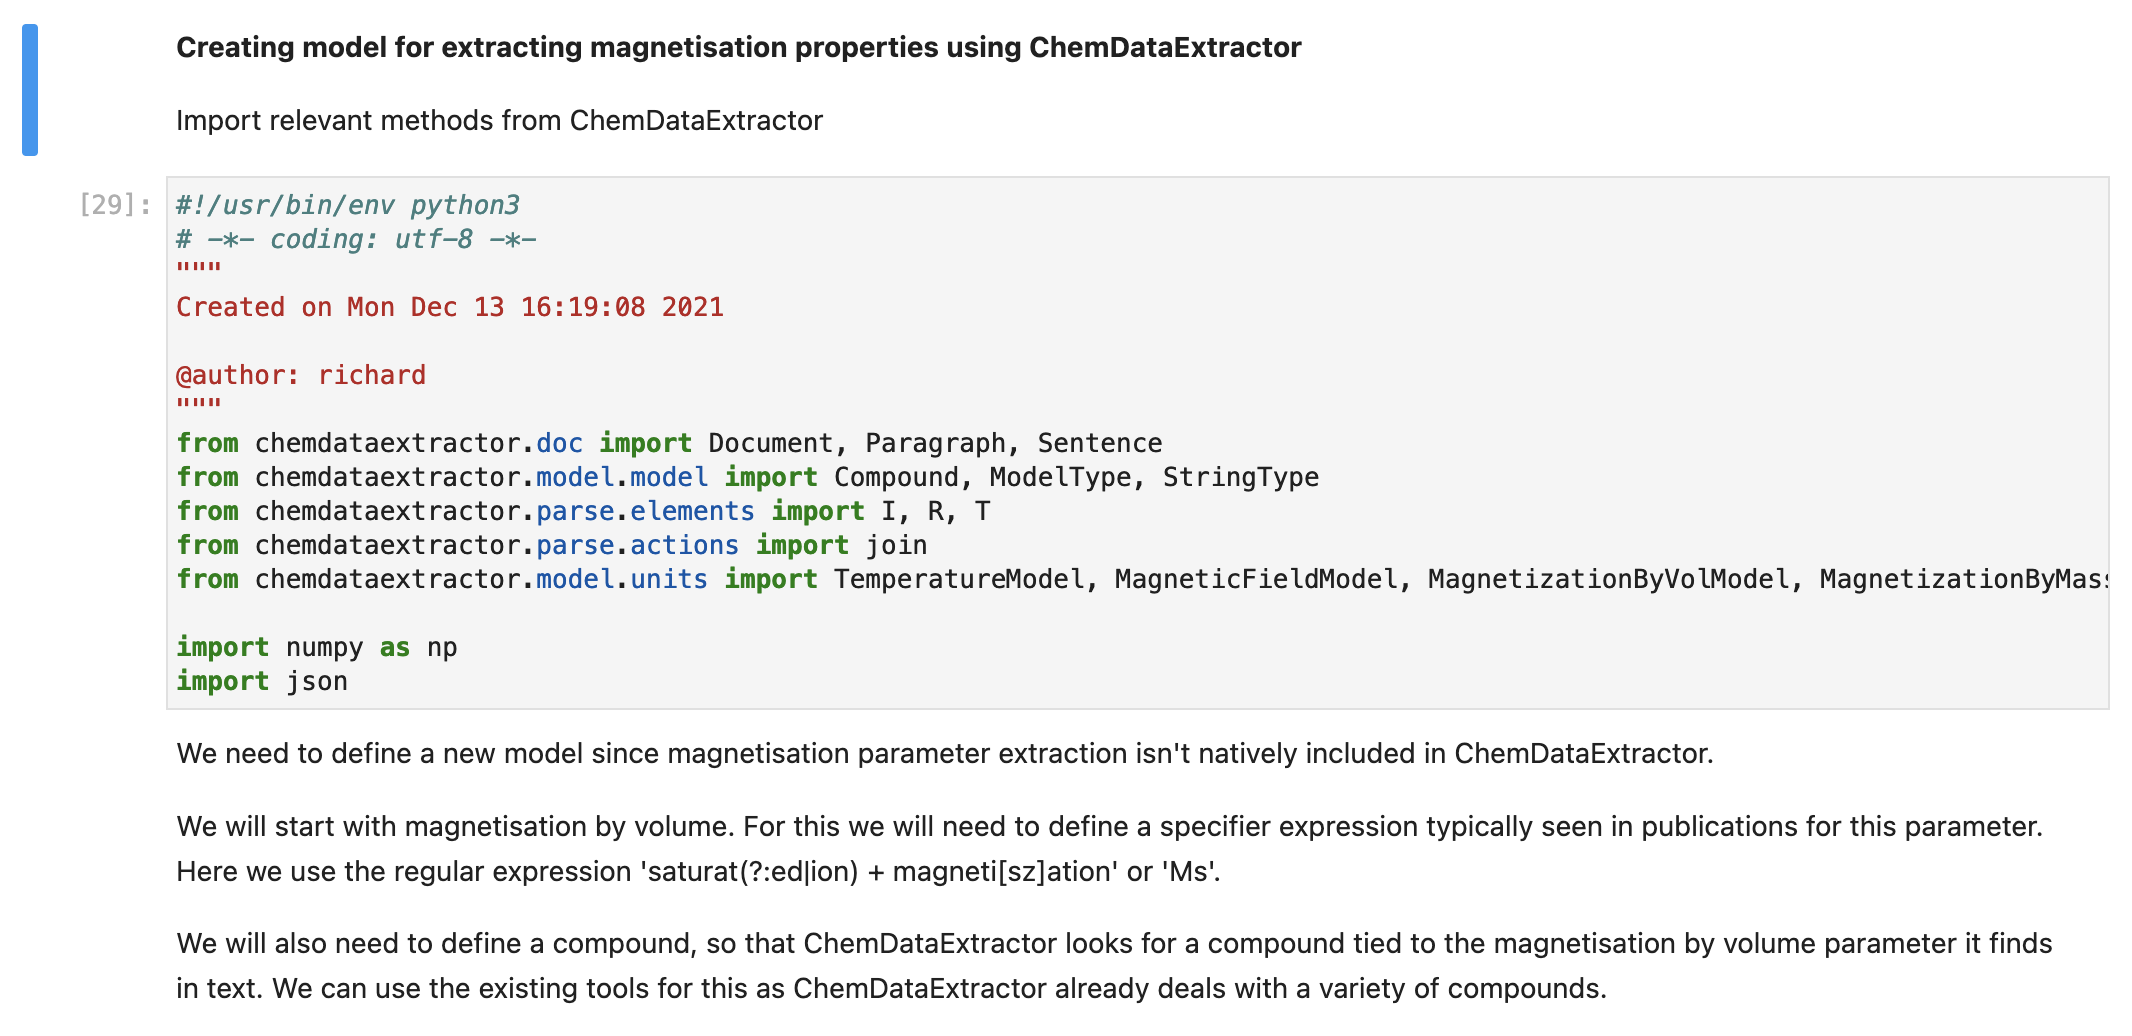 Creating model for extracting magnetisation properties using ChemDataExtractor
Import relevant methods from ChemDataExtractor
[29]:
#!/usr/bin/env python3
# -*- coding: utf-8 -*-
"""
Created on Mon Dec 13 16:19:08 2021
@author: richard
"""
from chemdataextractor.doc import Document, Paragraph, Sentence
from chemdataextractor.model.model import Compound, ModelType, StringType
from chemdataextractor.parse.elements import I, R, T
from chemdataextractor.parse.actions import join
from chemdataextractor.model.units import TemperatureModel, MagneticFieldModel, MagnetizationByVolModel, MagnetizationByMass
import numpy as np
import json
We need to define a new model since magnetisation parameter extraction isn't natively included in ChemDataExtractor.
We will start with magnetisation by volume. For this we will need to define a specifier expression typically seen in publications for this parameter.
Here we use the regular expression 'saturat(?:ed|ion) + magneti[sz]ation' or 'Ms'.
We will also need to define a compound, so that ChemDataExtractor looks for a compound tied to the magnetisation by volume parameter it finds
in text. We can use the existing tools for this as ChemDataExtractor already deals with a variety of compounds.